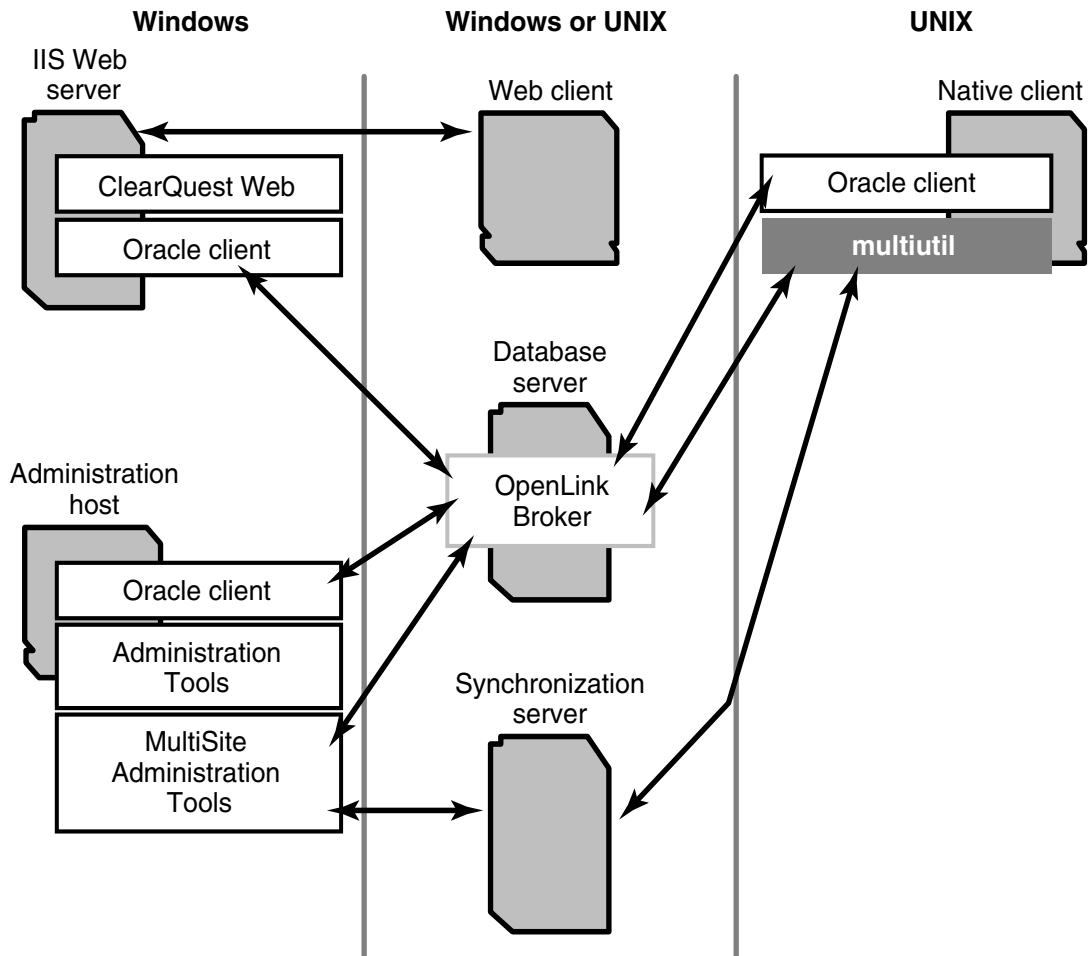 Windows
Windows or UNIX
UNIX
IIS Web
server
Web client
Native client
ClearQuest Web
Oracle client
Oracle client
multiutil
Database
server
OpenLink
Broker
Administration
host
Oracle client
Administration
Tools
MultiSite
Administration
Tools
Synchronization
server